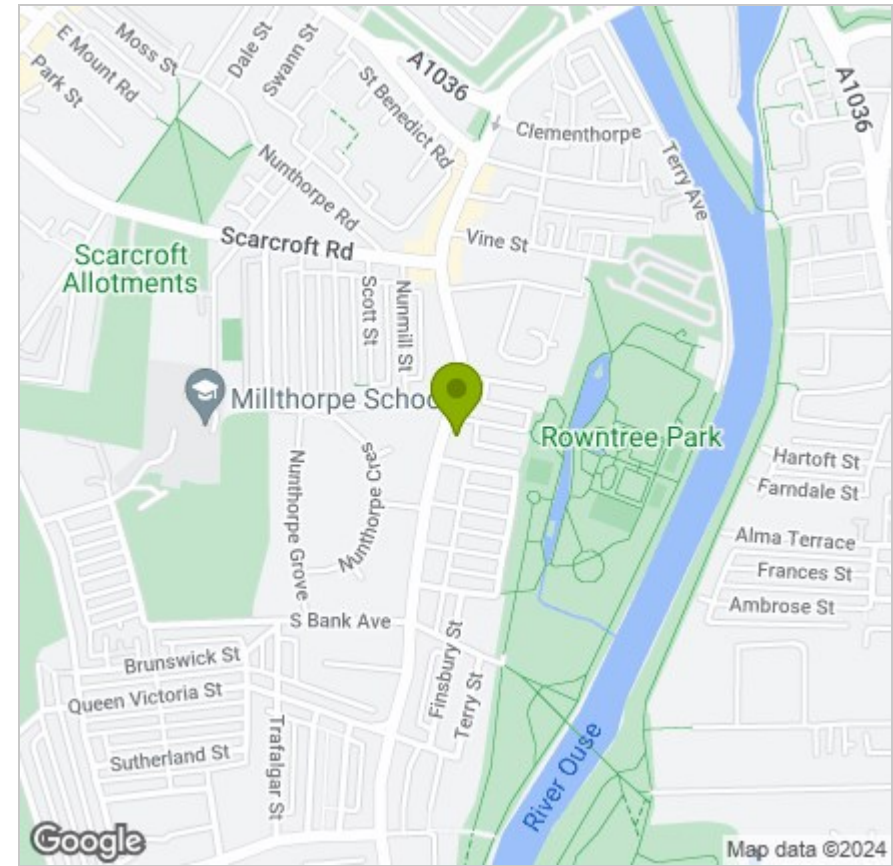 Moss St
Dale St
Swann St
E Mount Rd
Park St
A1036
St Benedict Rd
Clementhorpe
A1036
Nunthorpe Rd
Terry Ave
Scarcroft Rd
Vine St
Scarcroft
Allotments
Scott St
Nunmill St
Millthorpe Schoo
Rowntree Park
Hartoft St
Farndale St
Nunthorpe Grove
Nunthorpe Cres
Alma Terrace
Frances St
Ambrose St
S Bank Ave
Finsbury St
Terry St
Brunswick St
Queen Victoria St
Sutherland St
Trafalgar St
River Ouse
Google
Map data ©2024